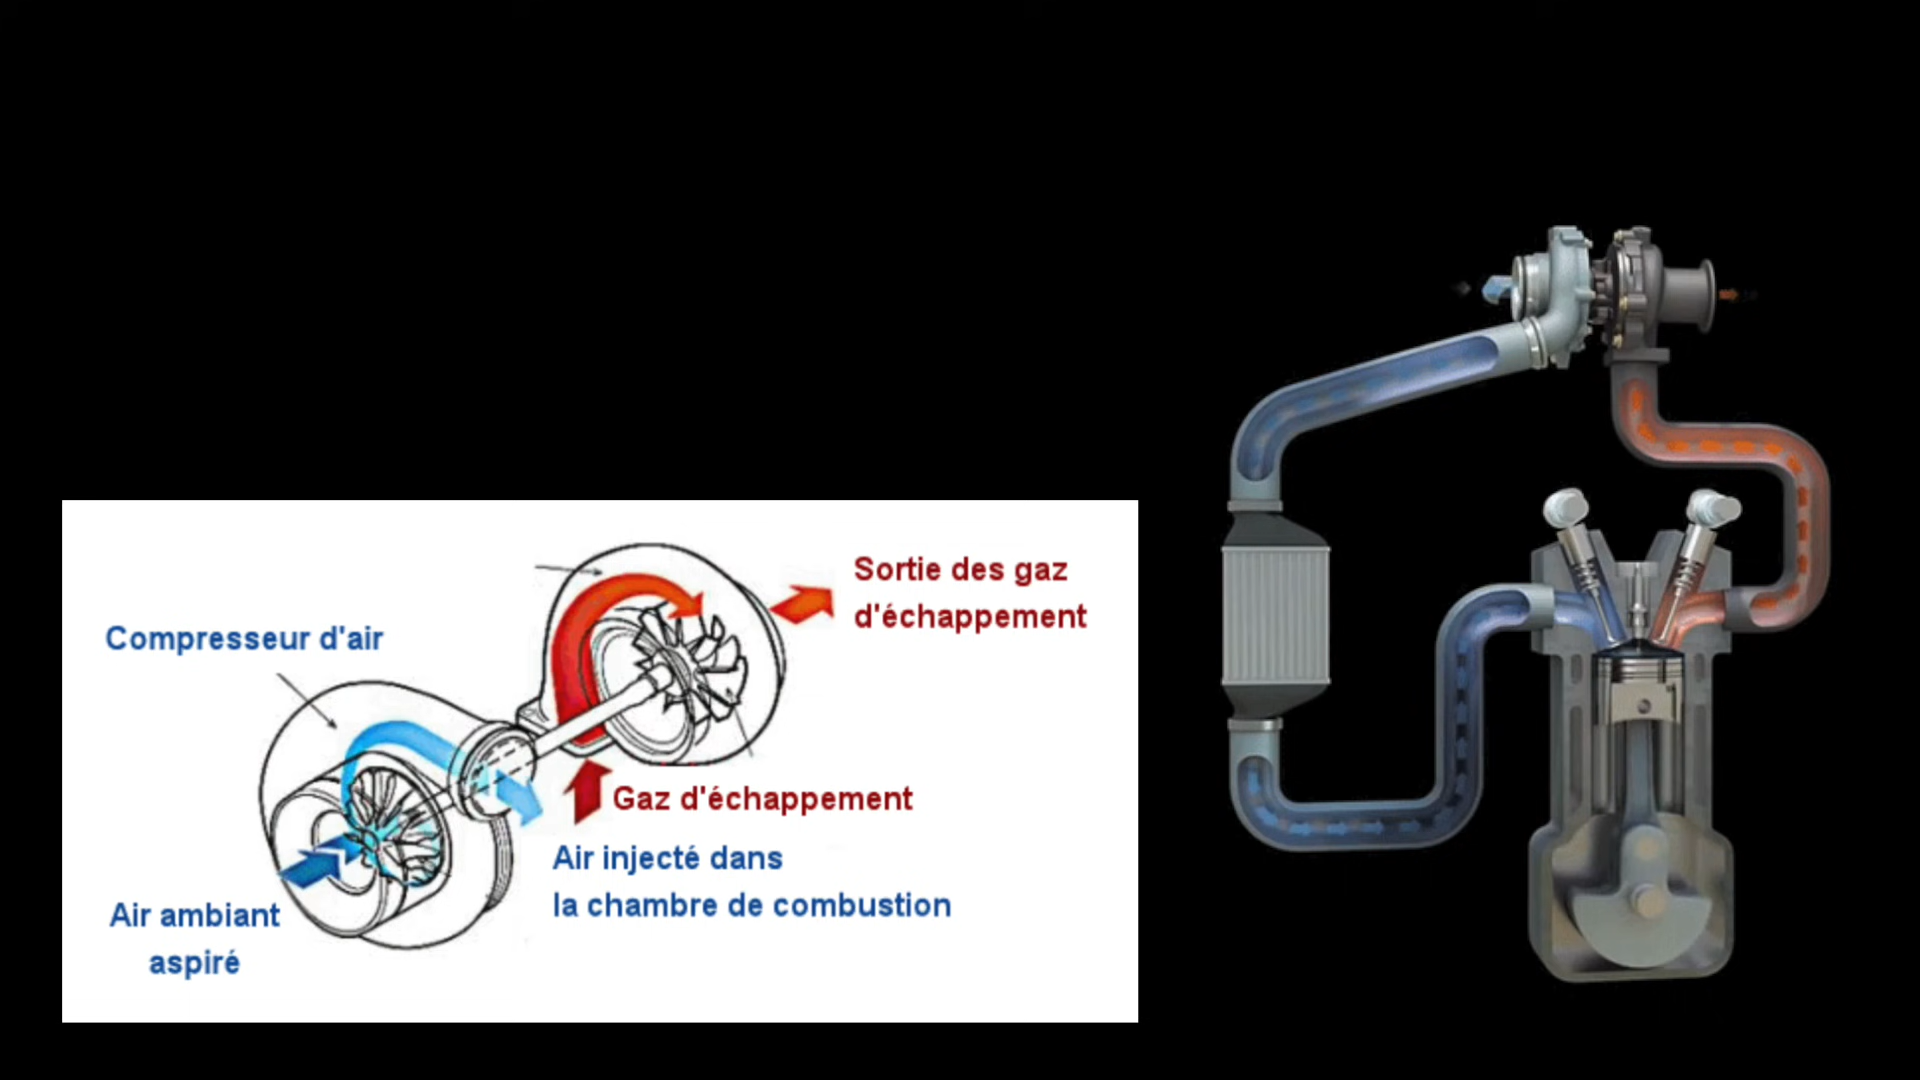 Sortie des gaz
d'échappement
Compresseur d'air
Gaz d'échappement
Air injecté dans
la chambre de combustion
Air ambiant
aspiré